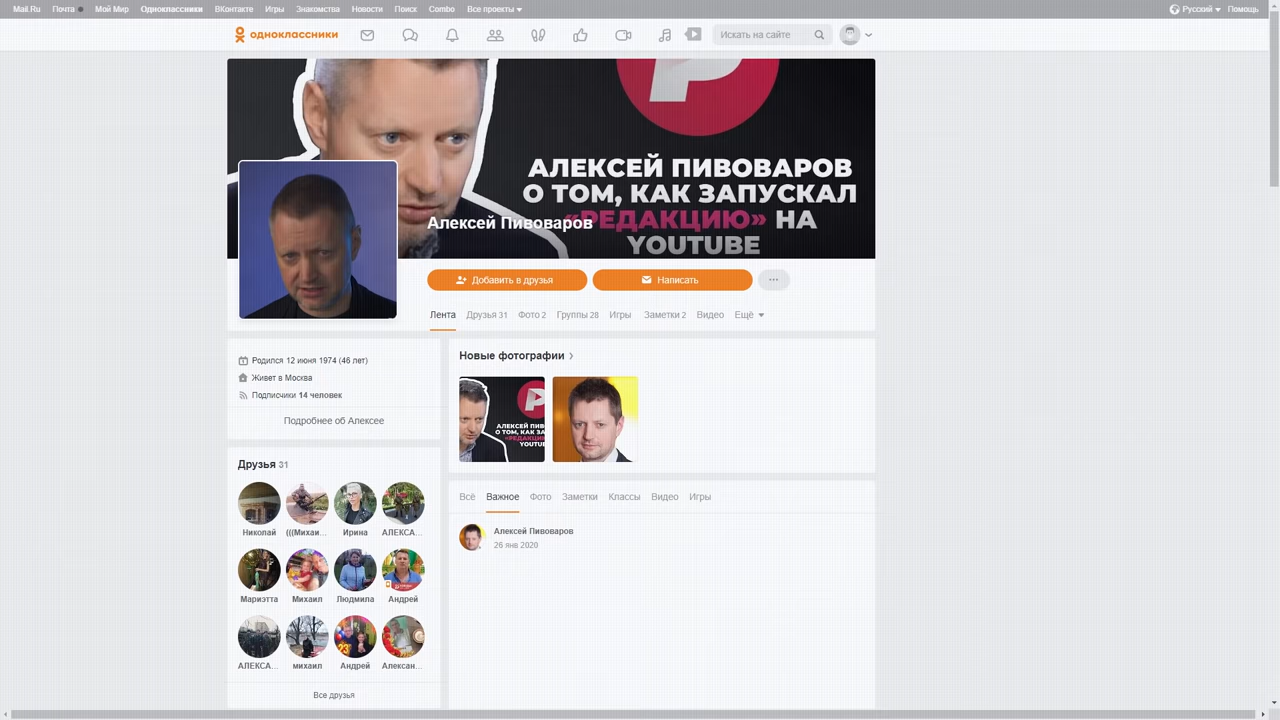 Mail.Ru Почта Мой Мир Одноклассники ВКонтакте Игры Знакомства Новости Поиск Combo Все проекты Русский Помощь
одноклассники Искать на сайте
АЛЕКСЕЙ ПИВОВАРОВ
О ТОМ, КАК ЗАПУСКАЛ
«РЕДАКЦИЮ» НА
YOUTUBE
Алексей Пивоваров
Добавить в друзья Написать
Лента Друзья 31 Фото 2 Группы 28 Игры Заметки 2 Видео Ещё
Родился 12 июня 1974 (46 лет)
Живет в Москва
Подписчики 14 человек
Подробнее об Алексее
Новые фотографии
Друзья 31
Николай (((Михаи... Ирина АЛЕКСА...
Мариэтта Михаил Людмила Андрей
АЛЕКСА... михаил Андрей Алексан...
Все друзья
Всё Важное Фото Заметки Классы Видео Игры
Алексей Пивоваров
26 янв 2020